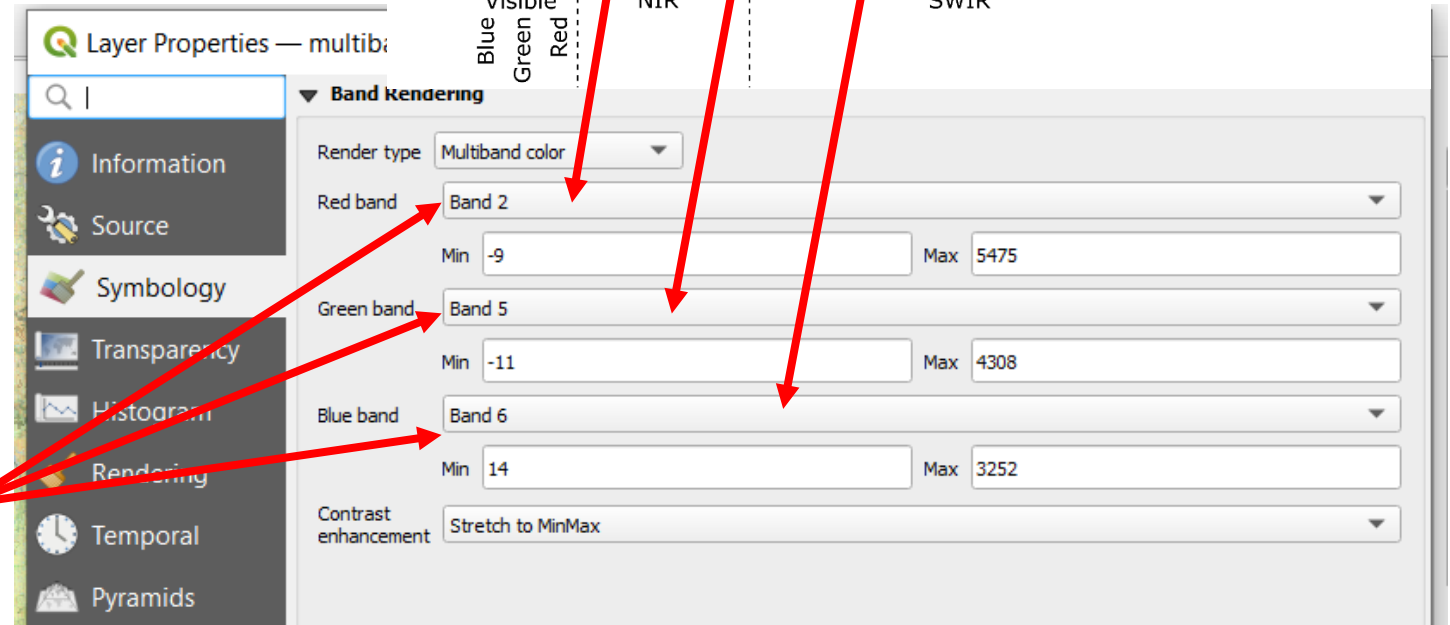 Visible NIR SWIR
Blue
Green
Red
Layer Properties — multiba
Band Rendering
Information
Source
Symbology
Transparency
Histogram
Rendering
Temporal
Pyramids
Render type Multiband color
Red band Band 2
Min -9 Max 5475
Green band Band 5
Min -11 Max 4308
Blue band Band 6
Min 14 Max 3252
Contrast
enhancement Stretch to MinMax